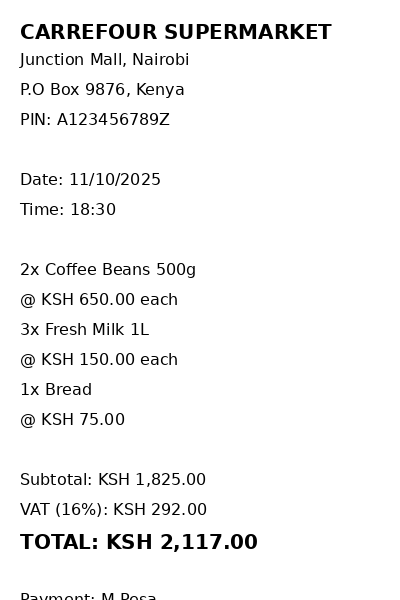 CARREFOUR SUPERMARKET
Junction Mall, Nairobi
P.O Box 9876, Kenya
PIN: A123456789Z
Date: 11/10/2025
Time: 18:30
2x Coffee Beans 500g
@ KSH 650.00 each
3x Fresh Milk 1L
@ KSH 150.00 each
1x Bread
@ KSH 75.00
Subtotal: KSH 1,825.00
VAT (16%): KSH 292.00
TOTAL: KSH 2,117.00
Payment: M-Pesa